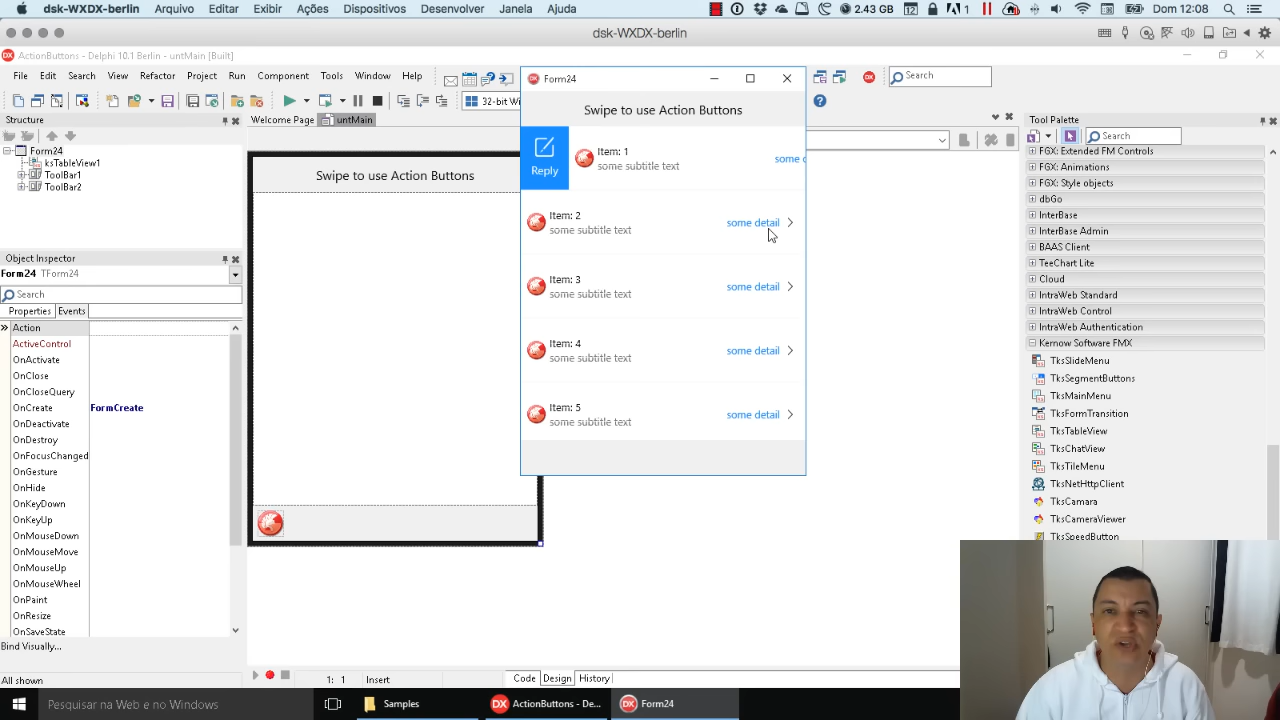 dsk-WXDX-berlin Arquivo Editar Exibir Ações Dispositivos Desenvolver Janela Ajuda 2.43 GB 12 1 Dom 12:08
dsk-WXDX-berlin
ActionButtons - Delphi 10.1 Berlin - untMain [Built]
File Edit Search View Refactor Project Run Component Tools Window Help
Search
32-bit Wi
Structure
Form24
ksTableView1
ToolBar1
ToolBar2
Object Inspector
Form24 TForm24
Search
Properties Events
Action
ActiveControl
OnActivate
OnClose
OnCloseQuery
OnCreate FormCreate
OnDeactivate
OnDestroy
OnFocusChanged
OnGesture
OnHide
OnKeyDown
OnKeyUp
OnMouseDown
OnMouseMove
OnMouseUp
OnMouseWheel
OnPaint
OnResize
OnSaveState
Bind Visually...
All shown
Welcome Page untMain
Swipe to use Action Buttons
1: 1 Insert Code Design History
Form24
Swipe to use Action Buttons
Reply
Item: 1
some subtitle text
some d
Item: 2
some subtitle text
some detail
Item: 3
some subtitle text
some detail
Item: 4
some subtitle text
some detail
Item: 5
some subtitle text
some detail
Tool Palette
Search
FGX: Extended FM Controls
FGX: Animations
FGX: Style objects
dbGo
InterBase
InterBase Admin
BAAS Client
TeeChart Lite
Cloud
IntraWeb Standard
IntraWeb Control
IntraWeb Authentication
Kernow Software FMX
TksSlideMenu
TksSegmentButtons
TksMainMenu
TksFormTransition
TksTableView
TksChatView
TksTileMenu
TksNetHttpClient
TksCamara
TksCameraViewer
TksSpeedButton
Pesquisar na Web e no Windows
Samples
DX ActionButtons - De...
DX Form24